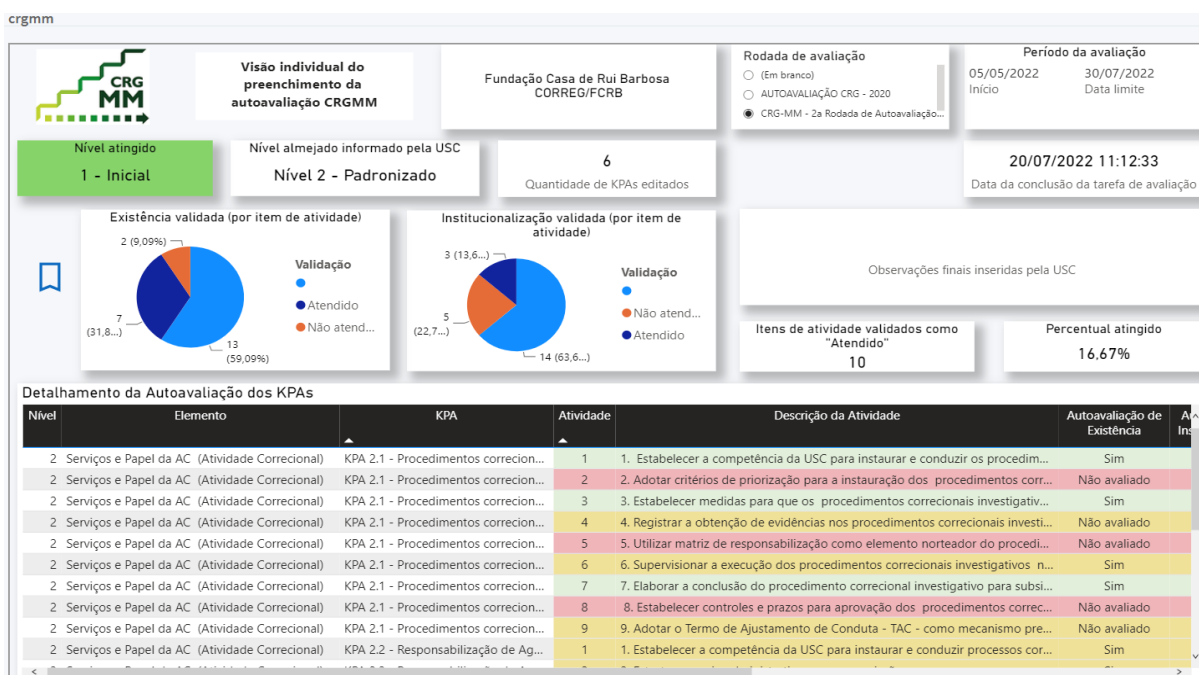 crgmm
CRG
MM
Visão individual do
preenchimento da
autoavaliação CRGMM
Fundação Casa de Rui Barbosa
CORREG/FCRB
Rodada de avaliação
(Em branco)
AUTOAVALIAÇÃO CRG - 2020
CRG-MM - 2a Rodada de Autoavaliação...
Período da avaliação
05/05/2022 30/07/2022
Início Data limite
Nível atingido
1 - Inicial
Nível almejado informado pela USC
Nível 2 - Padronizado
6
Quantidade de KPAs editados
20/07/2022 11:12:33
Data da conclusão da tarefa de avaliação
Existência validada (por item de atividade)
2 (9,09%)
7
(31,8...)
13
(59,09%)
Validação
Atendido
Não atend...
Institucionalização validada (por item de
atividade)
3 (13,6...)
5
(22,7...)
14 (63,6...)
Validação
Não atend...
Atendido
Observações finais inseridas pela USC
Itens de atividade validados como
"Atendido"
10
Percentual atingido
16,67%
Detalhamento da Autoavaliação dos KPAs
Nível Elemento KPA Atividade Descrição da Atividade Autoavaliação de
Existência
2 Serviços e Papel da AC (Atividade Correcional) KPA 2.1 - Procedimentos correcion... 1 1. Estabelecer a competência da USC para instaurar e conduzir os procedim... Sim
2 Serviços e Papel da AC (Atividade Correcional) KPA 2.1 - Procedimentos correcion... 2 2. Adotar critérios de priorização para a instauração dos procedimentos corr... Não avaliado
2 Serviços e Papel da AC (Atividade Correcional) KPA 2.1 - Procedimentos correcion... 3 3. Estabelecer medidas para que os procedimentos correcionais investigativ... Sim
2 Serviços e Papel da AC (Atividade Correcional) KPA 2.1 - Procedimentos correcion... 4 4. Registrar a obtenção de evidências nos procedimentos correcionais investi... Não avaliado
2 Serviços e Papel da AC (Atividade Correcional) KPA 2.1 - Procedimentos correcion... 5 5. Utilizar matriz de responsabilização como elemento norteador do procedi... Não avaliado
2 Serviços e Papel da AC (Atividade Correcional) KPA 2.1 - Procedimentos correcion... 6 6. Supervisionar a execução dos procedimentos correcionais investigativos n... Sim
2 Serviços e Papel da AC (Atividade Correcional) KPA 2.1 - Procedimentos correcion... 7 7. Elaborar a conclusão do procedimento correcional investigativo para subsi... Sim
2 Serviços e Papel da AC (Atividade Correcional) KPA 2.1 - Procedimentos correcion... 8 8. Estabelecer controles e prazos para aprovação dos procedimentos correc... Não avaliado
2 Serviços e Papel da AC (Atividade Correcional) KPA 2.1 - Procedimentos correcion... 9 9. Adotar o Termo de Ajustamento de Conduta - TAC - como mecanismo pre... Não avaliado
2 Serviços e Papel da AC (Atividade Correcional) KPA 2.2 - Responsabilização de Ag... 1 1. Estabelecer a competência da USC para instaurar e conduzir processos cor... Sim